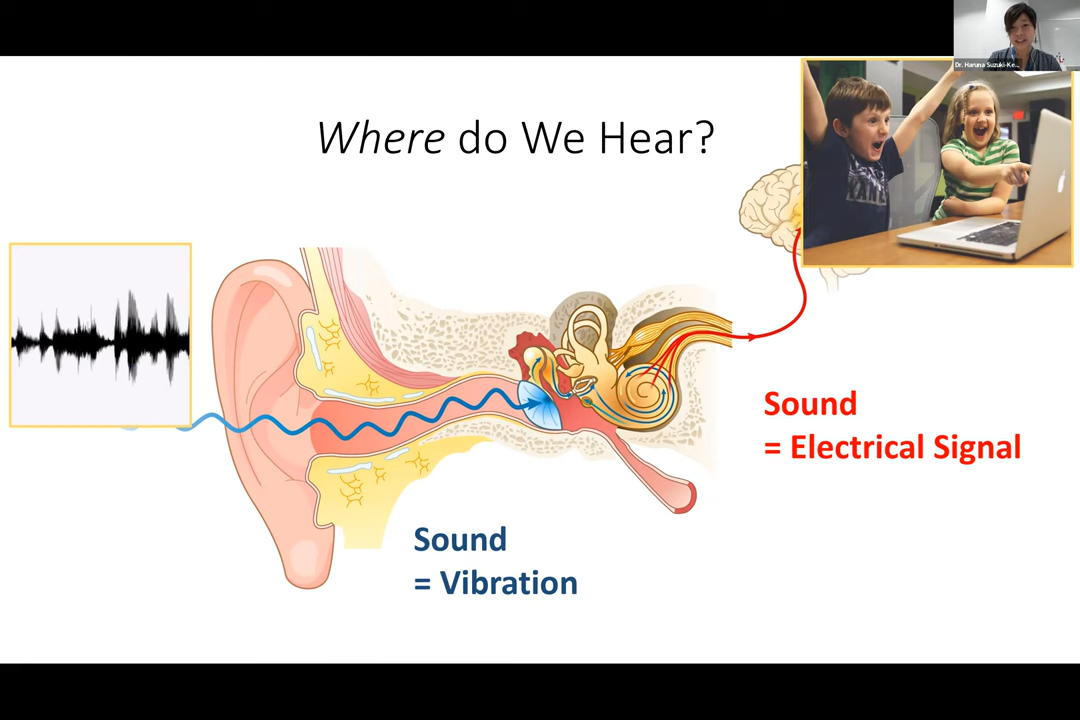 Dr. Haruna Suzuki-Ke...
Where do We Hear?
Sound
= Electrical Signal
Sound
= Vibration